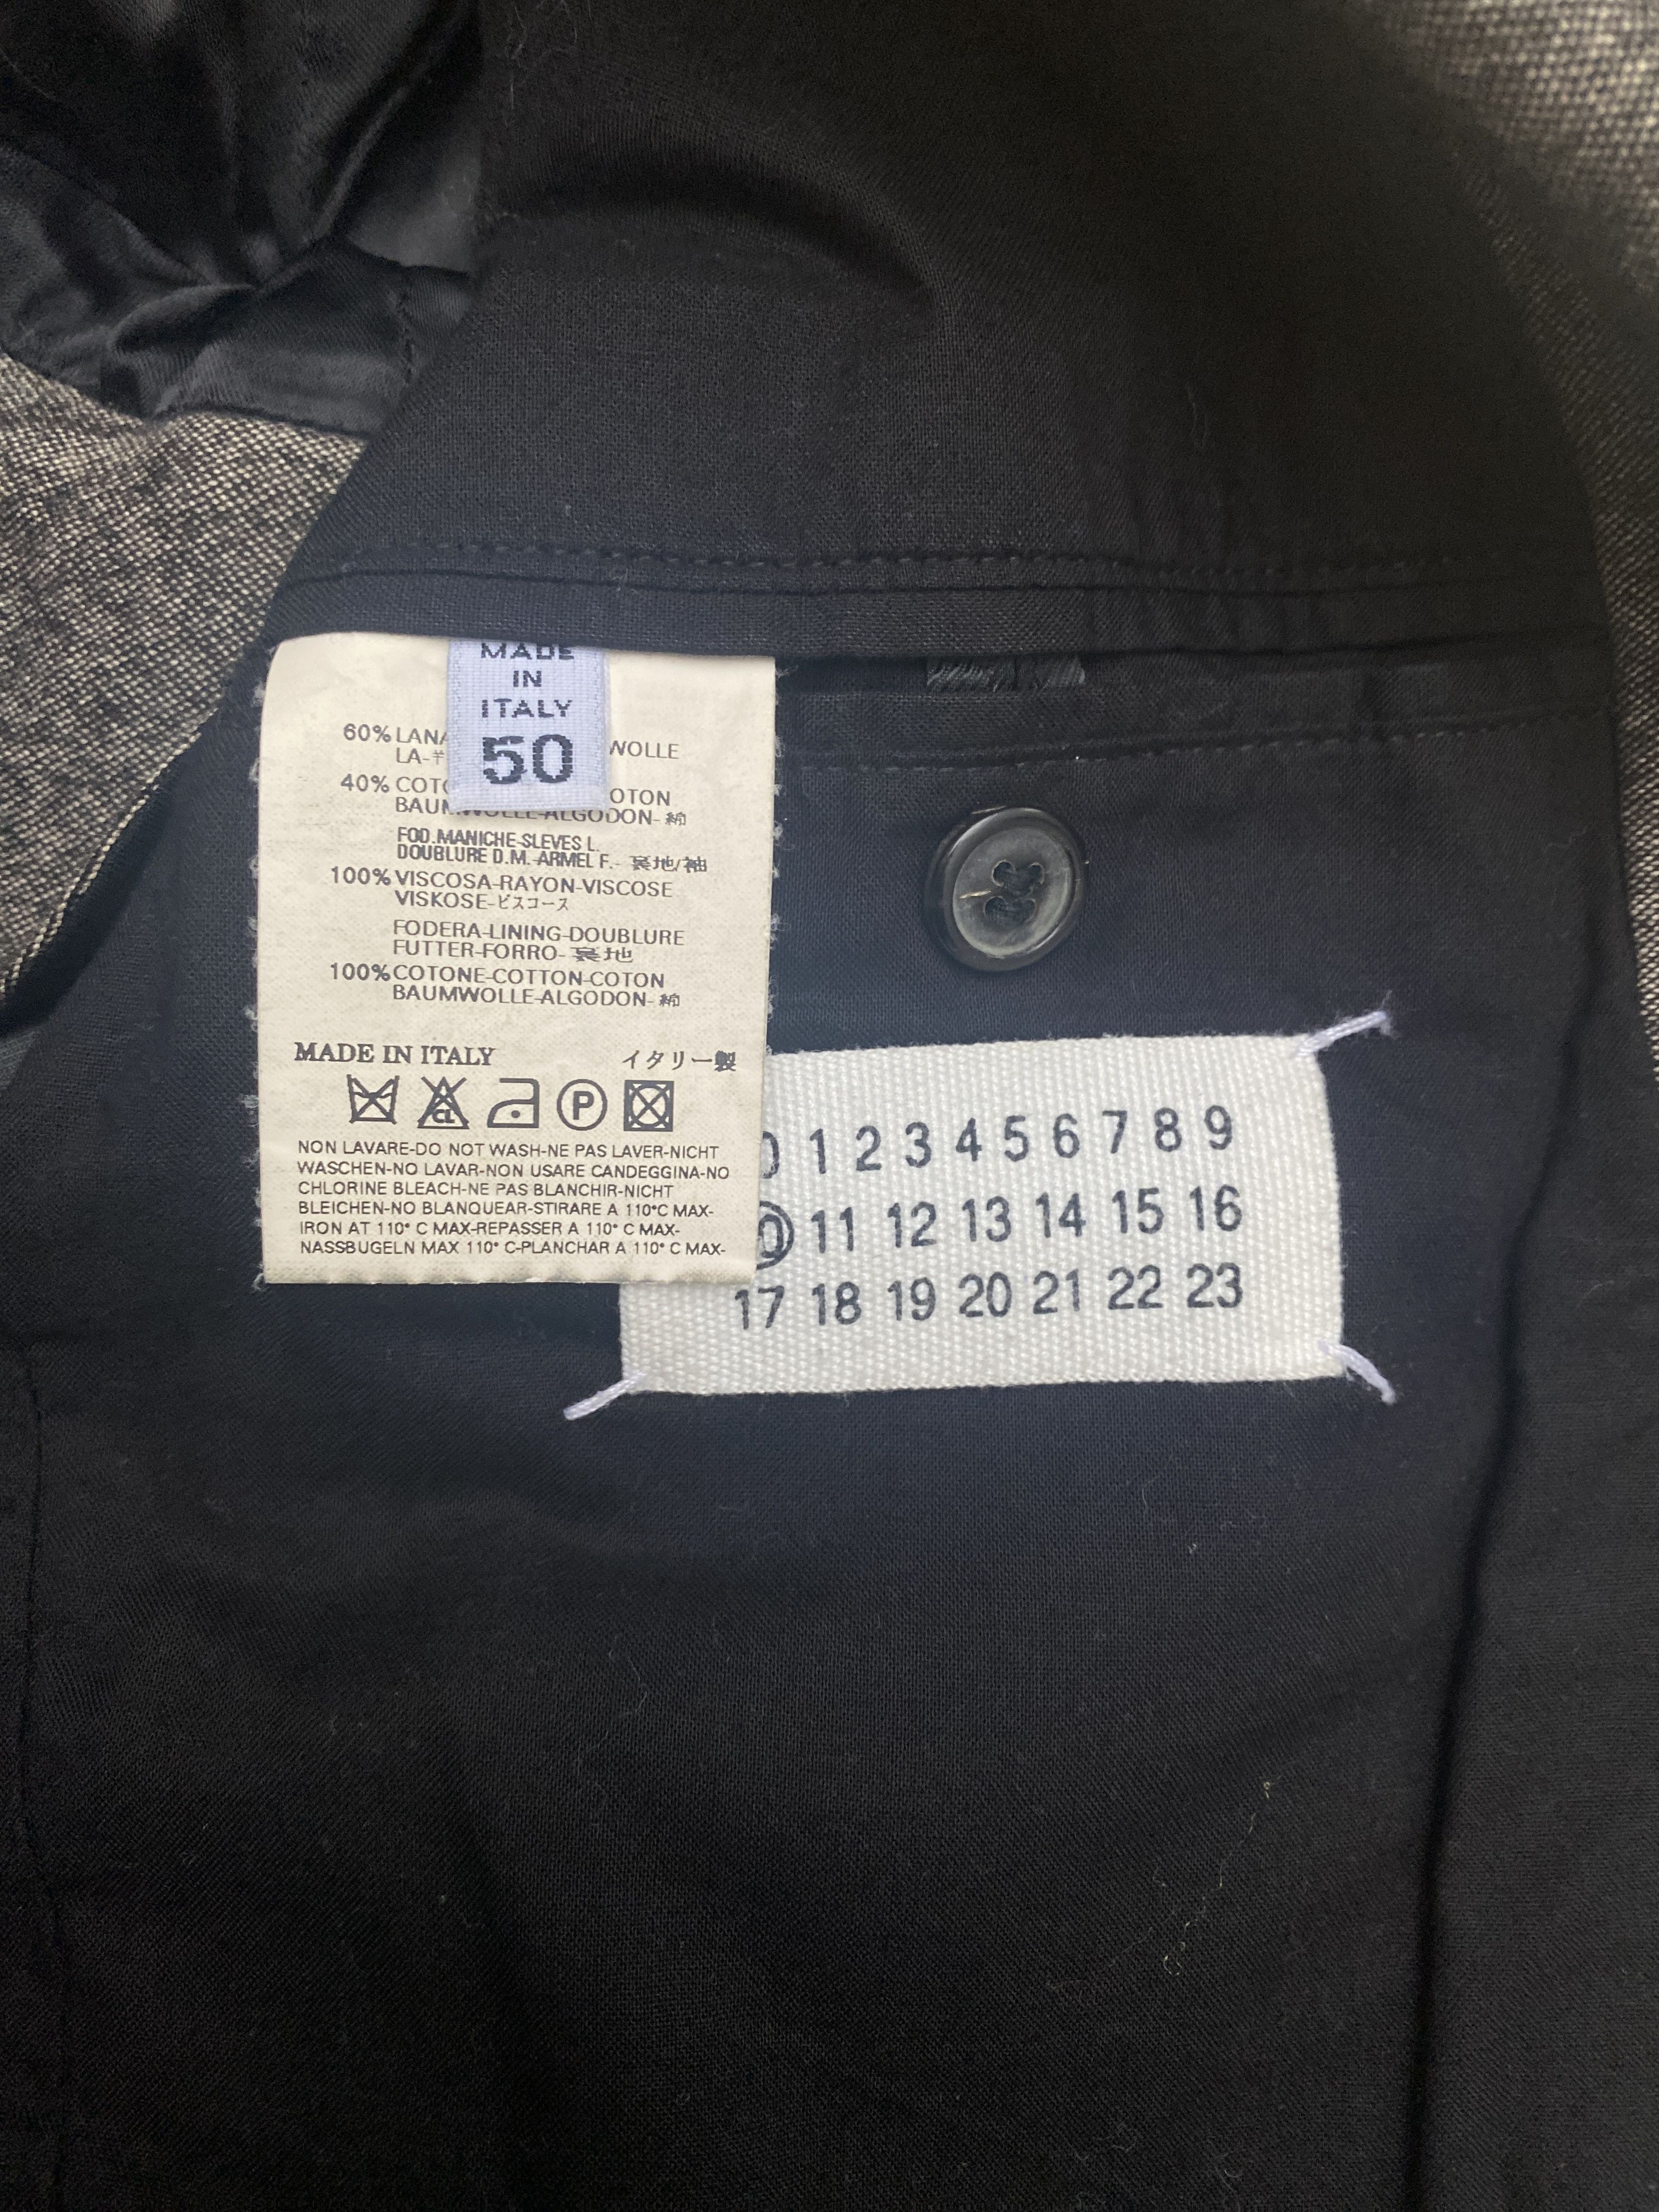 MADE
IN
ITALY
50
60% LANA WOLLE
LA-
40% COTO OTON
BAUMWOLLE-ALGODON-綿
FOD.MANICHE-SLEVES L.
DOUBLURE D.M.-ARMEL F.- 裏地/袖
100% VISCOSA-RAYON-VISCOSE
VISKOSE-ビスコース
FODERA-LINING-DOUBLURE
FUTTER-FORRO- 裏地
100% COTONE-COTTON-COTON
BAUMWOLLE-ALGODON- 綿
MADE IN ITALY イタリー製
CL P
NON LAVARE-DO NOT WASH-NE PAS LAVER-NICHT
WASCHEN-NO LAVAR-NON USARE CANDEGGINA-NO
CHLORINE BLEACH-NE PAS BLANCHIR-NICHT
BLEICHEN-NO BLANQUEAR-STIRARE A 110°C MAX-
IRON AT 110° C MAX-REPASSER A 110° C MAX-
NASSBUGELN MAX 110° C-PLANCHAR A 110° C MAX-
0 1 2 3 4 5 6 7 8 9
0 11 12 13 14 15 16
17 18 19 20 21 22 23